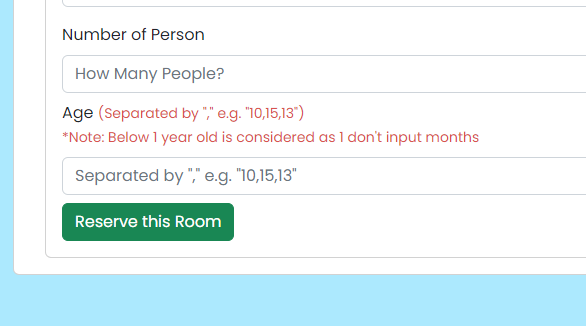 Number of Person
How Many People?
Age (Separated by "," e.g. "10,15,13")
*Note: Below 1 year old is considered as 1 don't input months
Separated by "," e.g. "10,15,13"
Reserve this Room